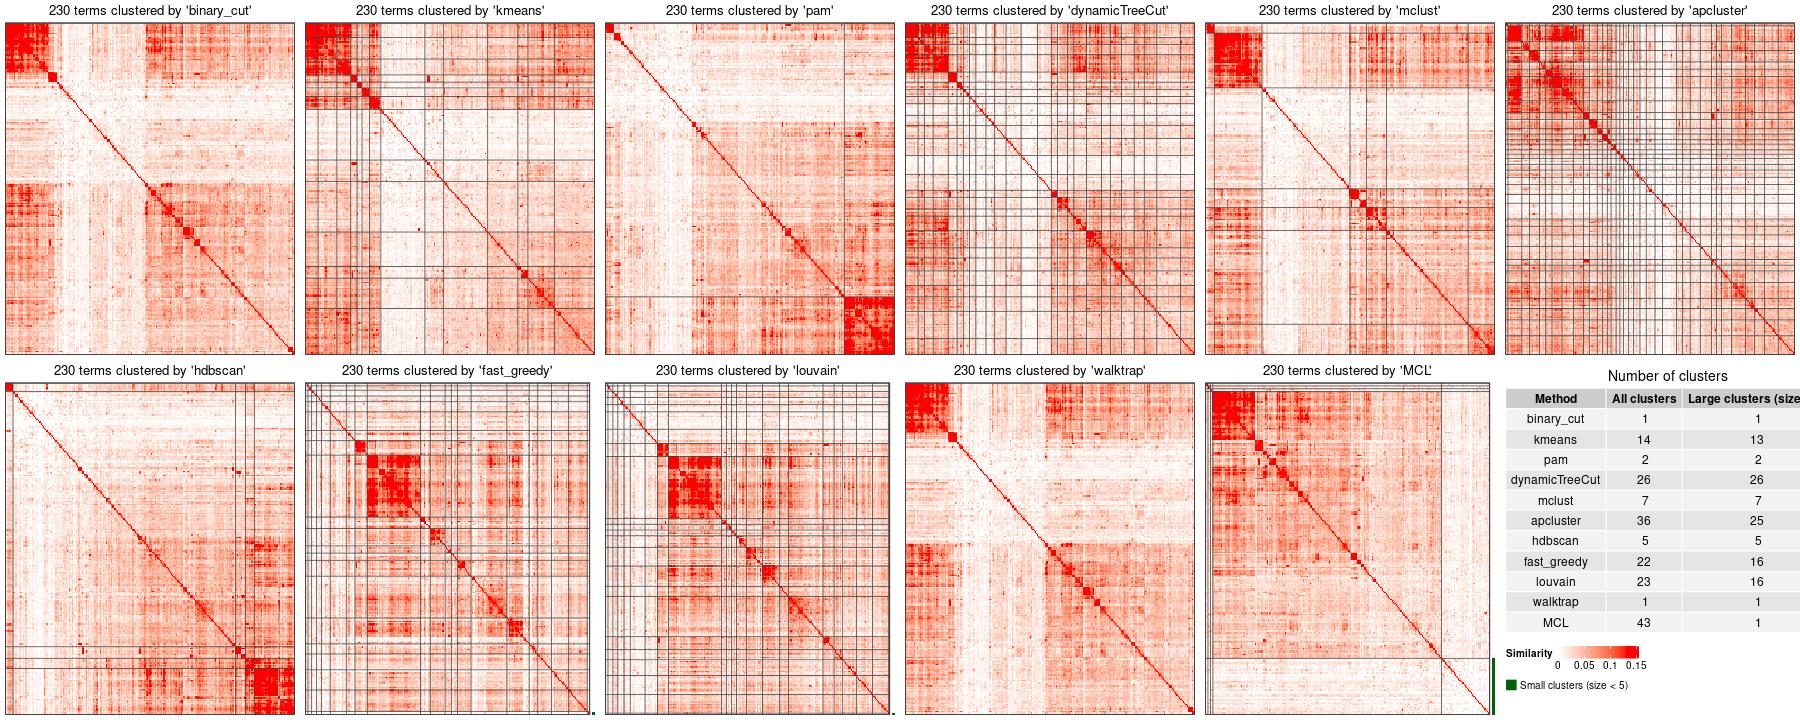 230 terms clustered by 'binary_cut'
230 terms clustered by 'kmeans'
230 terms clustered by 'pam'
230 terms clustered by 'dynamicTreeCut'
230 terms clustered by 'mclust'
230 terms clustered by 'apcluster'
230 terms clustered by 'hdbscan'
230 terms clustered by 'fast_greedy'
230 terms clustered by 'louvain'
230 terms clustered by 'walktrap'
230 terms clustered by 'MCL'
Number of clusters
Method All clusters Large clusters (size
binary_cut 1 1
kmeans 14 13
pam 2 2
dynamicTreeCut 26 26
mclust 7 7
apcluster 36 25
hdbscan 5 5
fast_greedy 22 16
louvain 23 16
walktrap 1 1
MCL 43 1
Similarity
0 0.05 0.1 0.15
Small clusters (size < 5)